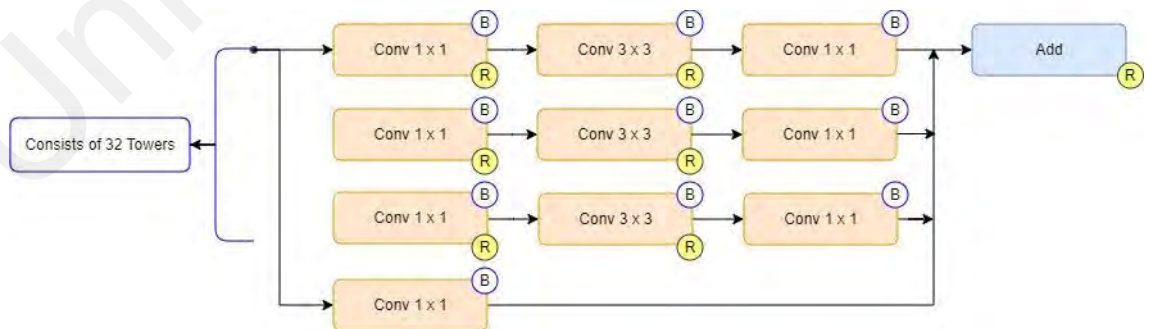 B B B
Conv 1 x 1 Conv 3 x 3 Conv 1 x 1 Add
R R R
B B B
Consists of 32 Towers Conv 1 x 1 Conv 3 x 3 Conv 1 x 1
R R
B B B
Conv 1 x 1 Conv 3 x 3 Conv 1 x 1
R R
B
Conv 1 x 1